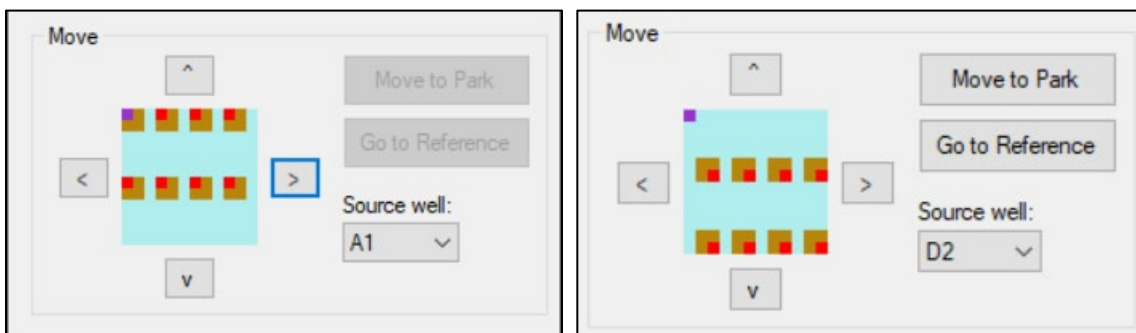 Move
^
Move to Park
Go to Reference
<
>
Source well:
A1
v
Move
^
Move to Park
Go to Reference
<
>
Source well:
D2
v